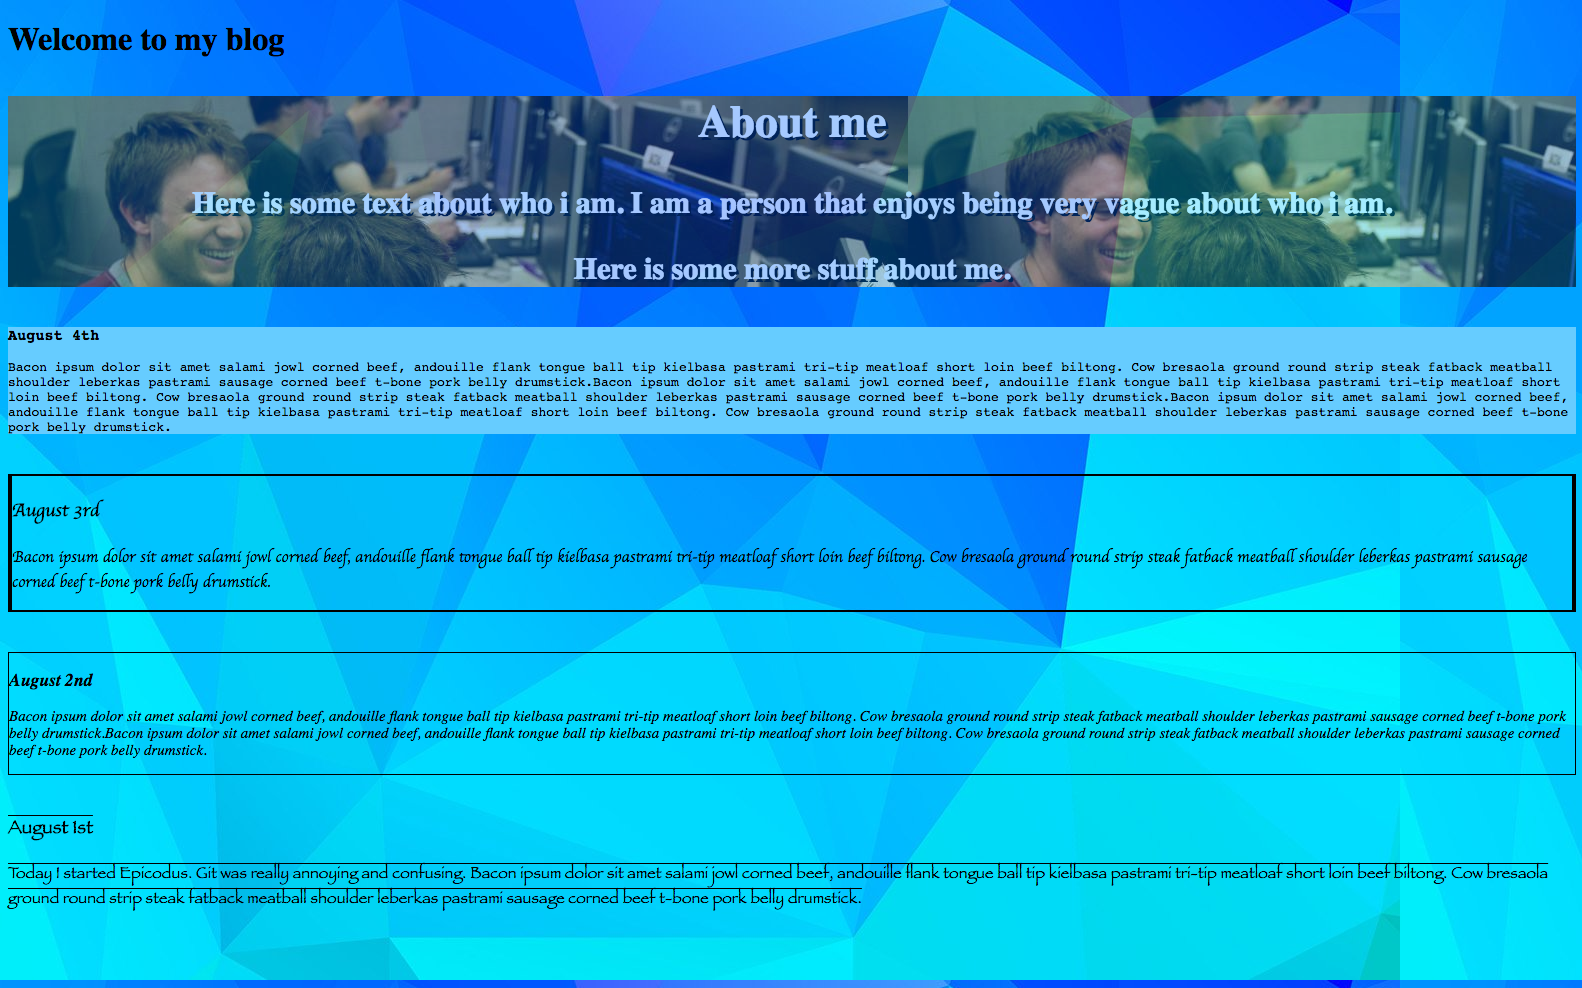 Welcome to my blog
About me
Here is some text about who i am. I am a person that enjoys being very vague about who i am.
Here is some more stuff about me.
August 4th
Bacon ipsum dolor sit amet salami jowl corned beef, andouille flank tongue ball tip kielbasa pastrami tri-tip meatloaf short loin beef biltong. Cow bresaola ground round strip steak fatback meatball
shoulder leberkas pastrami sausage corned beef t-bone pork belly drumstick.Bacon ipsum dolor sit amet salami jowl corned beef, andouille flank tongue ball tip kielbasa pastrami tri-tip meatloaf short
loin beef biltong. Cow bresaola ground round strip steak fatback meatball shoulder leberkas pastrami sausage corned beef t-bone pork belly drumstick.Bacon ipsum dolor sit amet salami jowl corned beef,
andouille flank tongue ball tip kielbasa pastrami tri-tip meatloaf short loin beef biltong. Cow bresaola ground round strip steak fatback meatball shoulder leberkas pastrami sausage corned beef t-bone
pork belly drumstick.
August 3rd
Bacon ipsum dolor sit amet salami jowl corned beef, andouille flank tongue ball tip kielbasa pastrami tri-tip meatloaf short loin beef biltong. Cow bresaola ground round strip steak fatback meatball shoulder leberkas pastrami sausage
corned beef t-bone pork belly drumstick.
August 2nd
Bacon ipsum dolor sit amet salami jowl corned beef, andouille flank tongue ball tip kielbasa pastrami tri-tip meatloaf short loin beef biltong. Cow bresaola ground round strip steak fatback meatball shoulder leberkas pastrami sausage corned beef t-bone pork
belly drumstick.Bacon ipsum dolor sit amet salami jowl corned beef, andouille flank tongue ball tip kielbasa pastrami tri-tip meatloaf short loin beef biltong. Cow bresaola ground round strip steak fatback meatball shoulder leberkas pastrami sausage corned
beef t-bone pork belly drumstick.
August 1st
Today I started Epicodus. Git was really annoying and confusing. Bacon ipsum dolor sit amet salami jowl corned beef, andouille flank tongue ball tip kielbasa pastrami tri-tip meatloaf short loin beef biltong. Cow bresaola
ground round strip steak fatback meatball shoulder leberkas pastrami sausage corned beef t-bone pork belly drumstick.